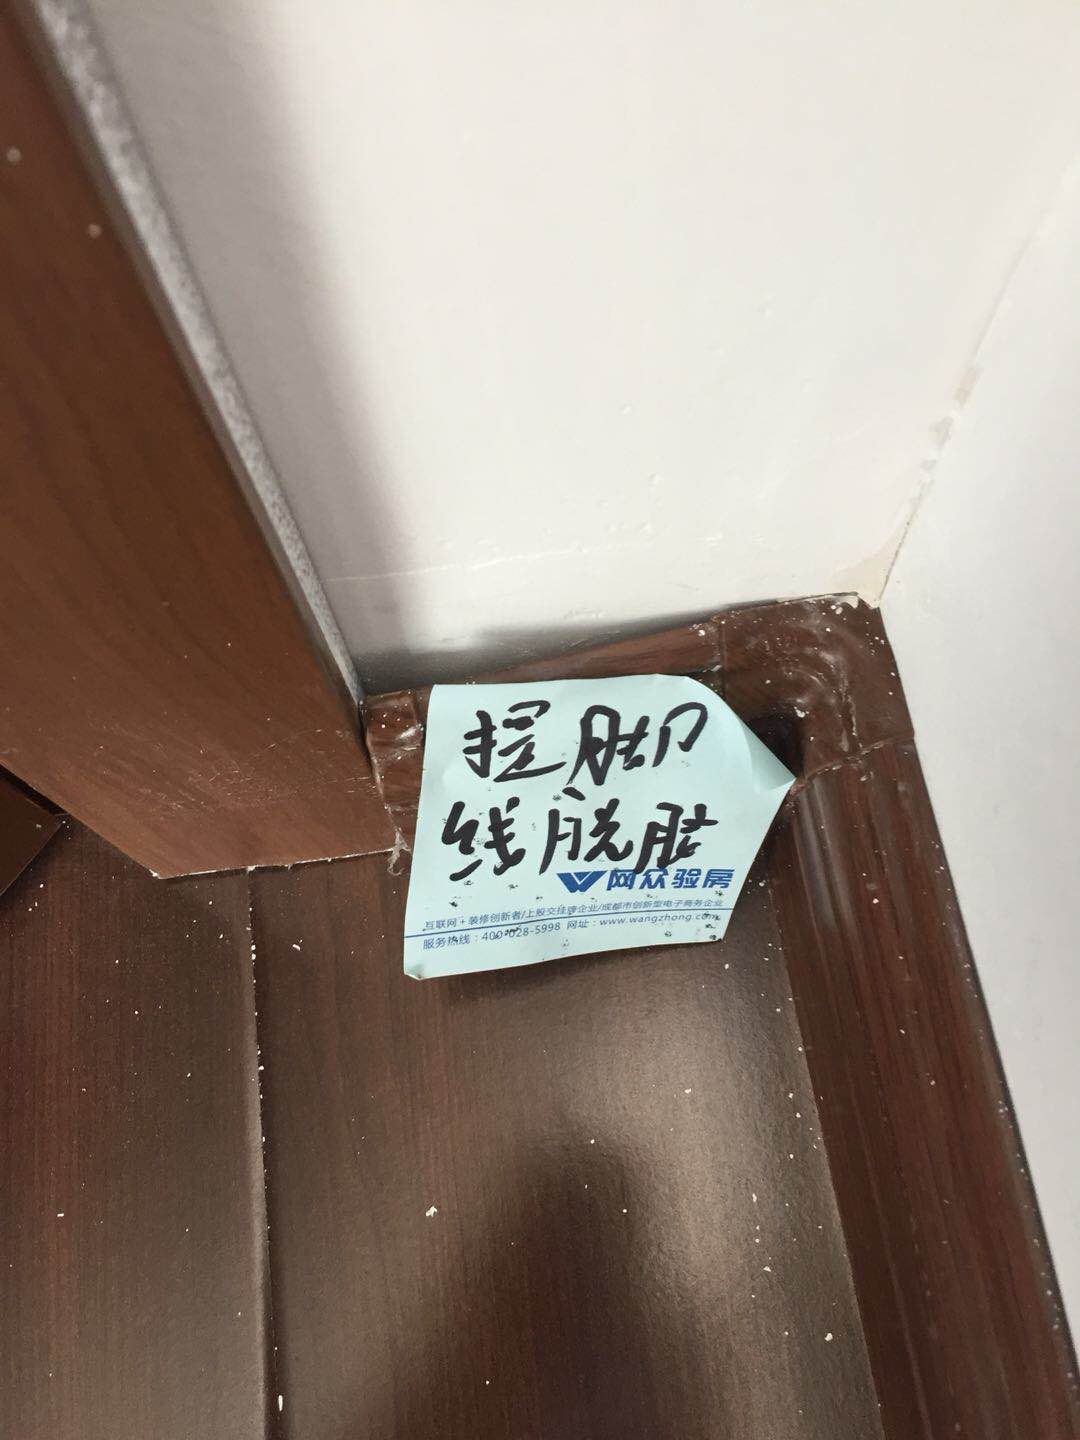 提脚
线脱胶
网众验房
互联网+装修创新者/上股交挂牌企业/成都市创新型电子商务企业
服务热线：400-028-5998 网址：www.wangzhong.com